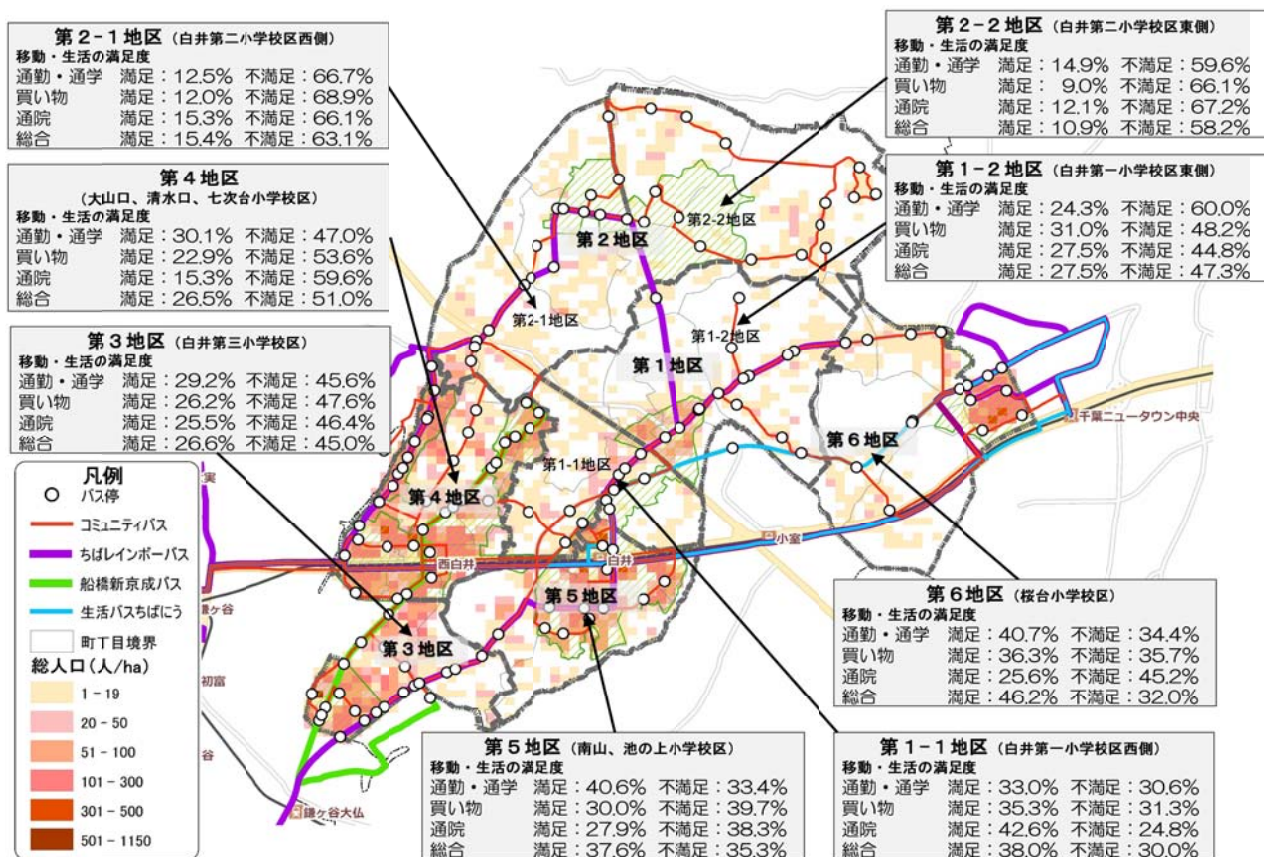 第2-1地区 (白井第二小学校区西側)
移動・生活の満足度
通勤・通学 満足：12.5% 不満足：66.7%
買い物 満足：12.0% 不満足：68.9%
通院 満足：15.3% 不満足：66.1%
総合 満足：15.4% 不満足：63.1%
第4地区
(大山口、清水口、七次台小学校区)
移動・生活の満足度
通勤・通学 満足：30.1% 不満足：47.0%
買い物 満足：22.9% 不満足：53.6%
通院 満足：15.3% 不満足：59.6%
総合 満足：26.5% 不満足：51.0%
第3地区 (白井第三小学校区)
移動・生活の満足度
通勤・通学 満足：29.2% 不満足：45.6%
買い物 満足：26.2% 不満足：47.6%
通院 満足：25.5% 不満足：46.4%
総合 満足：26.6% 不満足：45.0%
凡例
バス停
コミュニティバス
ちばレインボーバス
船橋新京成バス
生活バスちばにう
町丁目境界
総人口(人/ha)
1－19
20－50
51－100
101－300
301－500
501－1150
第2-2地区 (白井第二小学校区東側)
移動・生活の満足度
通勤・通学 満足：14.9% 不満足：59.6%
買い物 満足： 9.0% 不満足：66.1%
通院 満足：12.1% 不満足：67.2%
総合 満足：10.9% 不満足：58.2%
第1-2地区 (白井第一小学校区東側)
移動・生活の満足度
通勤・通学 満足：24.3% 不満足：60.0%
買い物 満足：31.0% 不満足：48.2%
通院 満足：27.5% 不満足：44.8%
総合 満足：27.5% 不満足：47.3%
第2-2地区
第2地区
第2-1地区
第1-2地区
第1地区
千葉ニュータウン中央
第6地区
第1-1地区
第4地区
小室
西白井
白井
第5地区
第3地区
実
鎌ヶ谷
初富
谷
鎌ヶ谷大仏
第6地区 (桜台小学校区)
移動・生活の満足度
通勤・通学 満足：40.7% 不満足：34.4%
買い物 満足：36.3% 不満足：35.7%
通院 満足：25.6% 不満足：45.2%
総合 満足：46.2% 不満足：32.0%
第5地区 (南山、池の上小学校区)
移動・生活の満足度
通勤・通学 満足：40.6% 不満足：33.4%
買い物 満足：30.0% 不満足：39.7%
通院 満足：27.9% 不満足：38.3%
総合 満足：37.6% 不満足：35.3%
第1-1地区 (白井第一小学校区西側)
移動・生活の満足度
通勤・通学 満足：33.0% 不満足：30.6%
買い物 満足：35.3% 不満足：31.3%
通院 満足：42.6% 不満足：24.8%
総合 満足：38.0% 不満足：30.0%